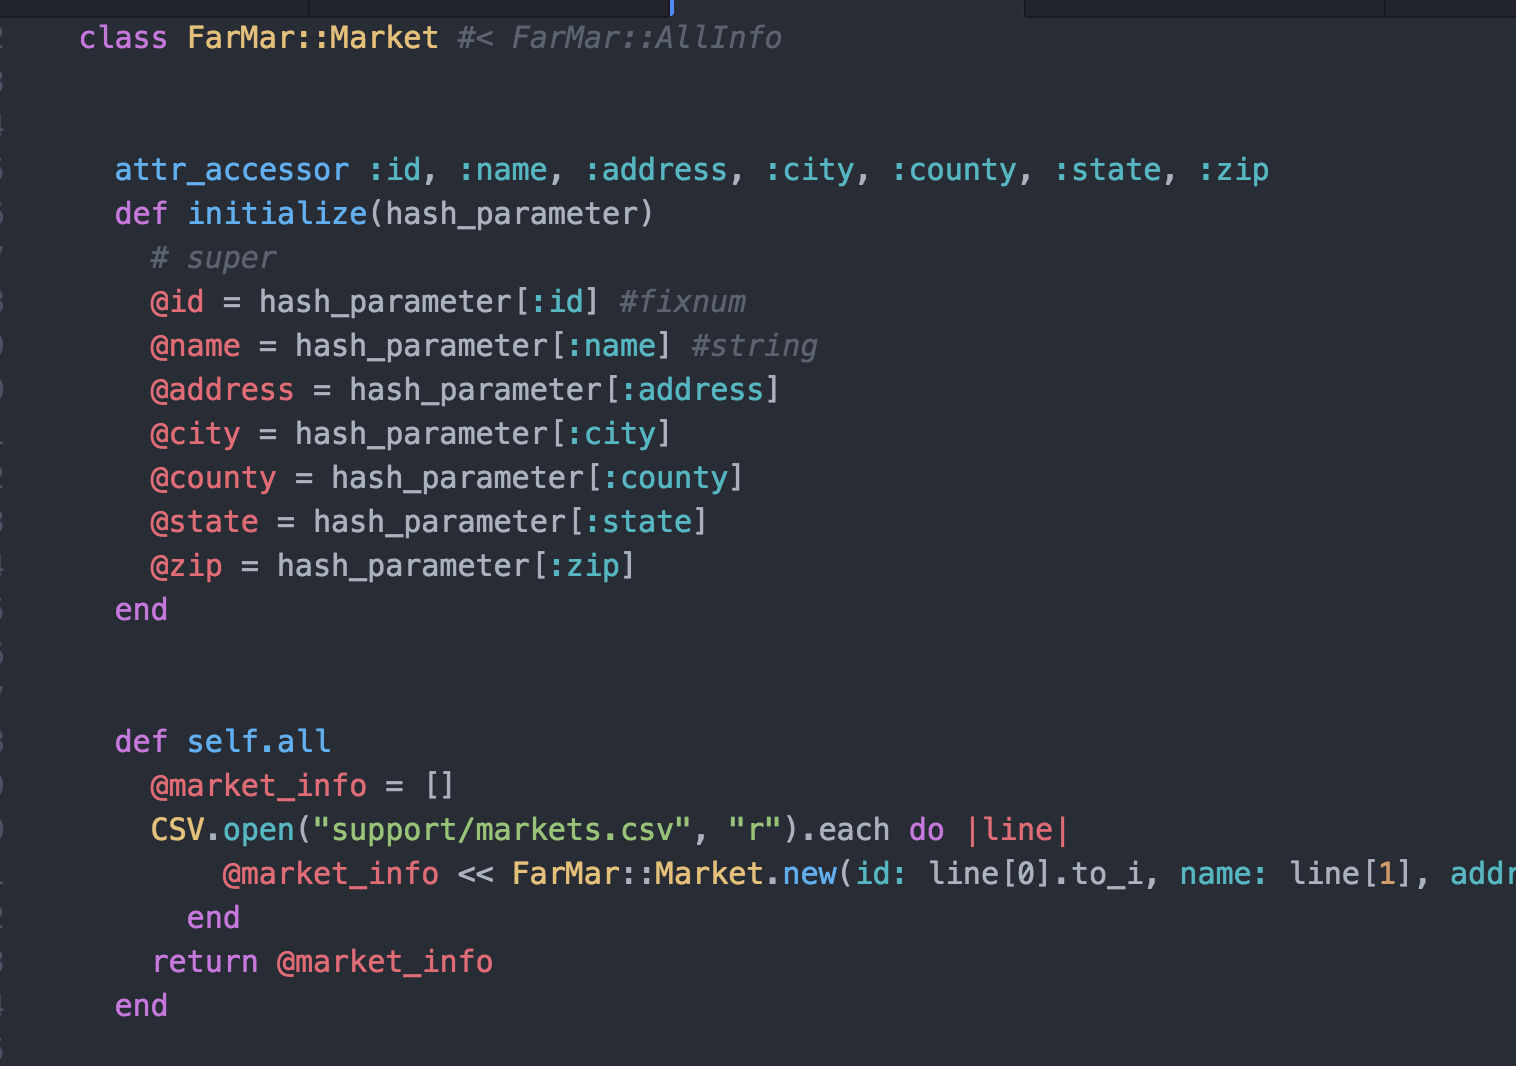 class FarMar::Market #< FarMar::AllInfo
attr_accessor :id, :name, :address, :city, :county, :state, :zip
def initialize(hash_parameter)
# super
@id = hash_parameter[:id] #fixnum
@name = hash_parameter[:name] #string
@address = hash_parameter[:address]
@city = hash_parameter[:city]
@county = hash_parameter[:county]
@state = hash_parameter[:state]
@zip = hash_parameter[:zip]
end
def self.all
@market_info = []
CSV.open("support/markets.csv", "r").each do |line|
@market_info << FarMar::Market.new(id: line[0].to_i, name: line[1], addr
end
return @market_info
end